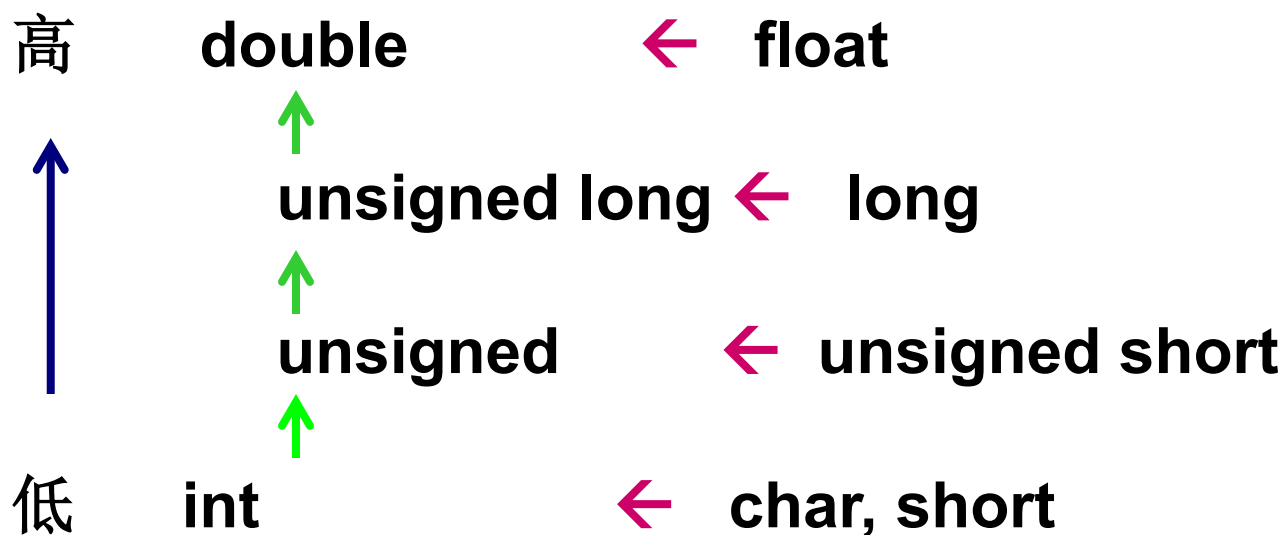 高 double ← float
unsigned long ← long
unsigned ← unsigned short
低 int ← char, short